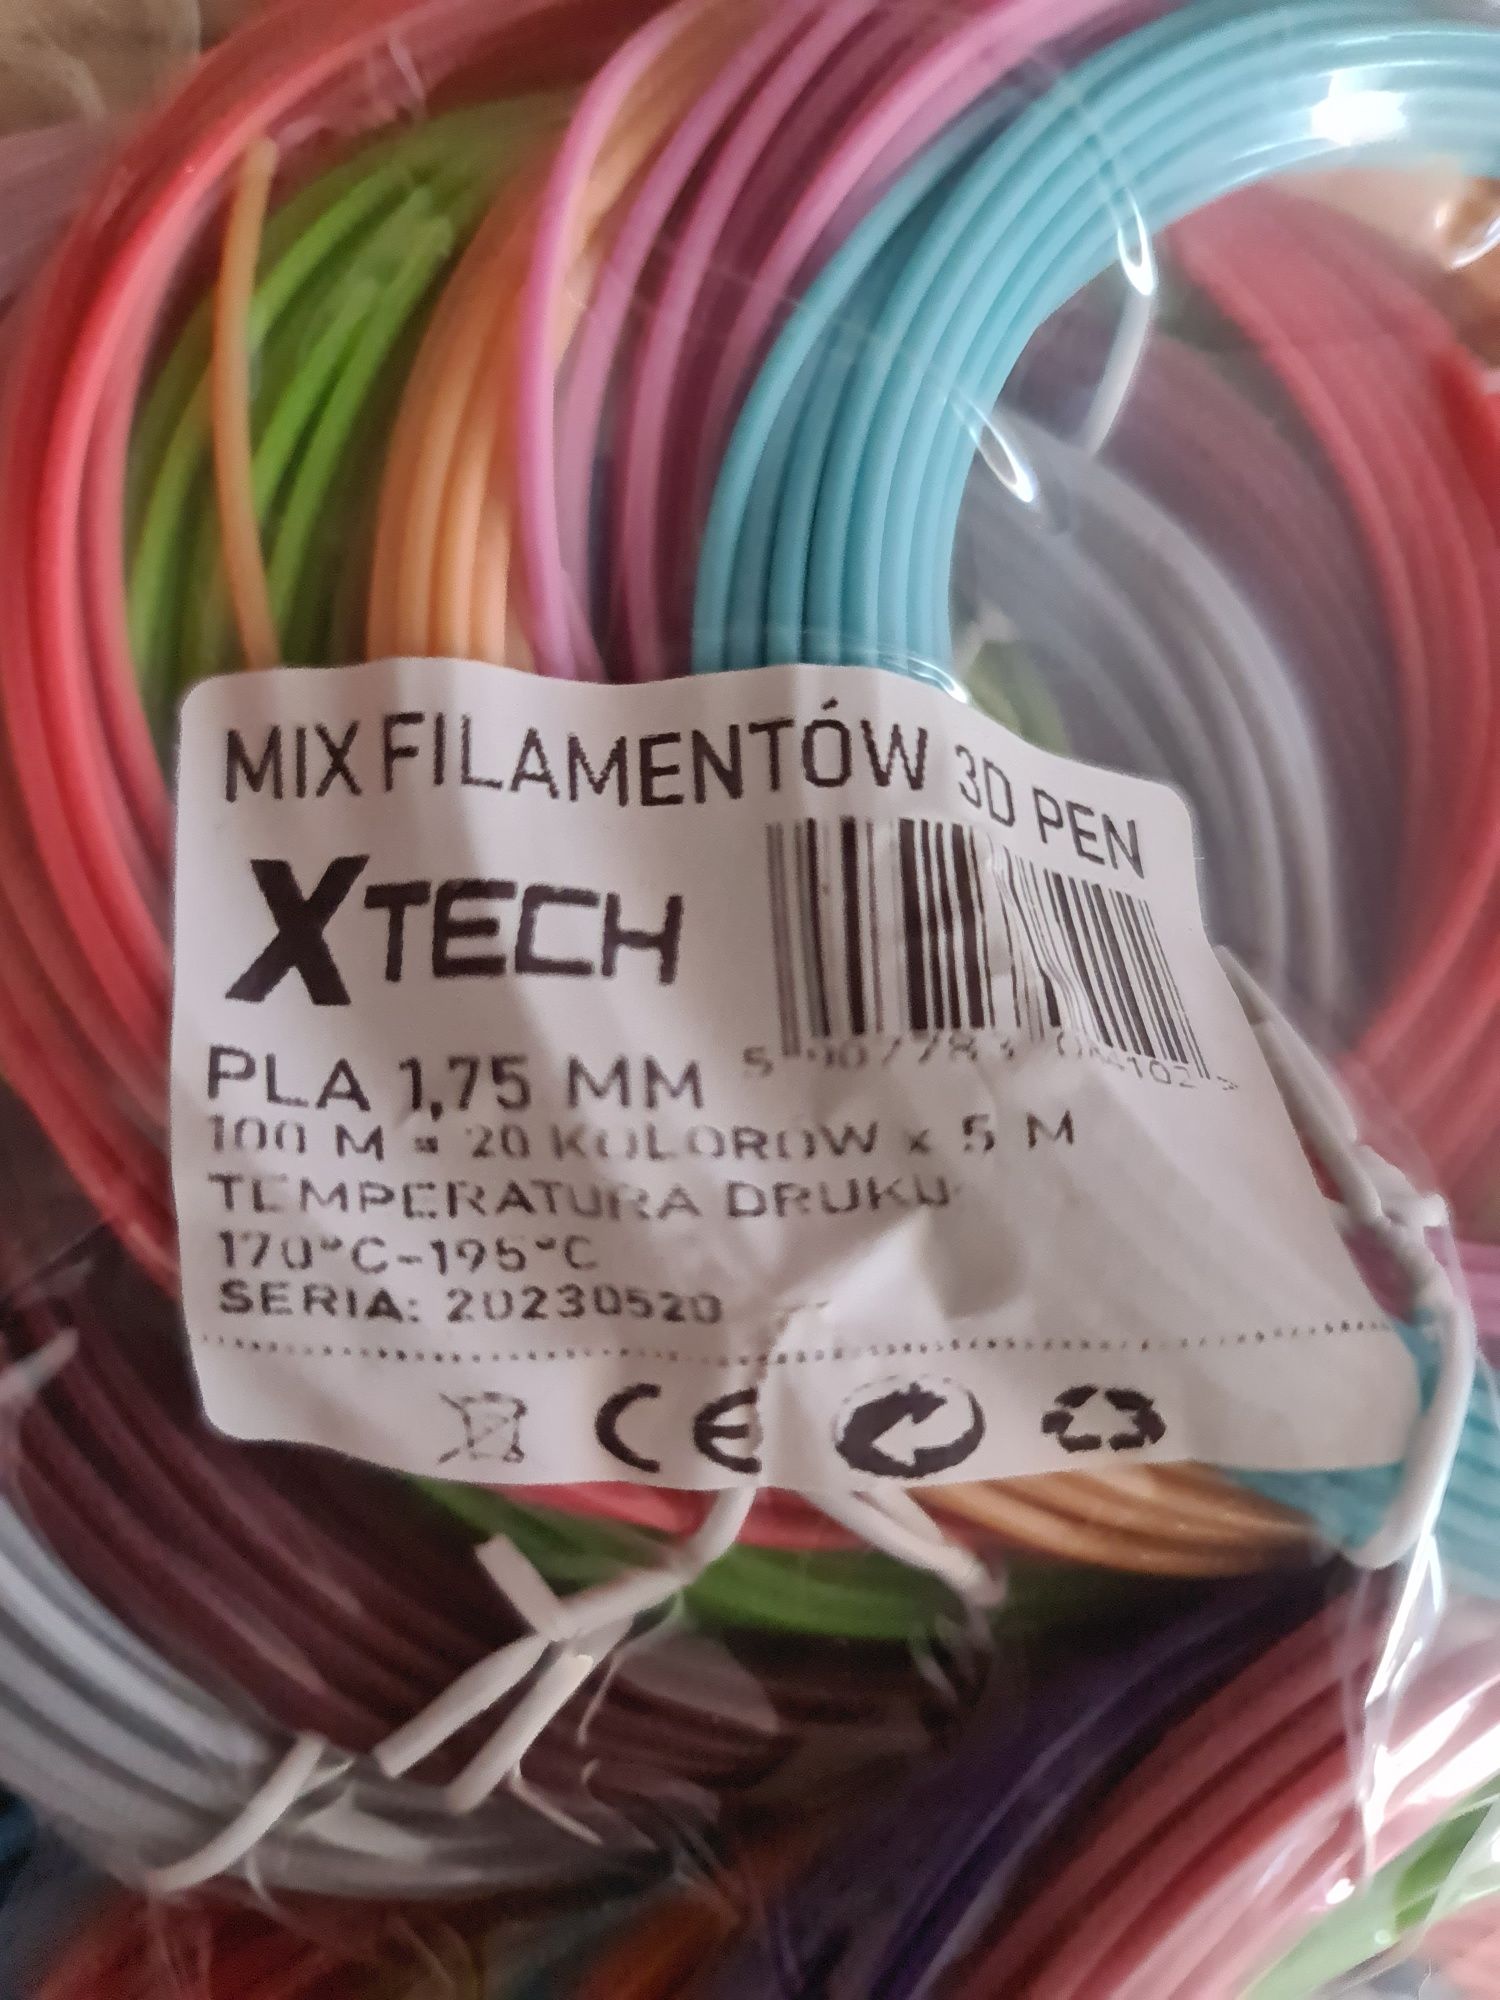 MIX FILAMENTÓW 3D PEN
XTECH
PLA 1,75 MM
100 M = 20 KOLORÓW x 5 M
TEMPERATURA DRUKU
170°C-195°C
SERIA: 20230520
CE